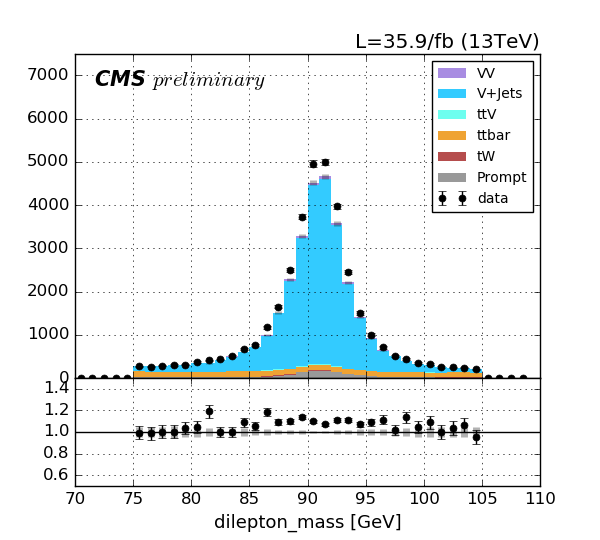 L=35.9/fb (13TeV)
CMS preliminary
VV
V+Jets
ttV
ttbar
tW
Prompt
data
7000
6000
5000
4000
3000
2000
1000
0
1.4
1.2
1.0
0.8
0.6
70 75 80 85 90 95 100 105 110
dilepton_mass [GeV]